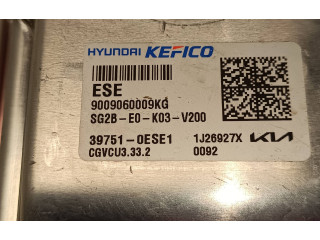 HYUNDAI KEFICO
ESE
9009060009KG
SG2B-E0-K03-V200
39751-0ESE1 1J26927X KIA
CGVCU3.33.2 0092